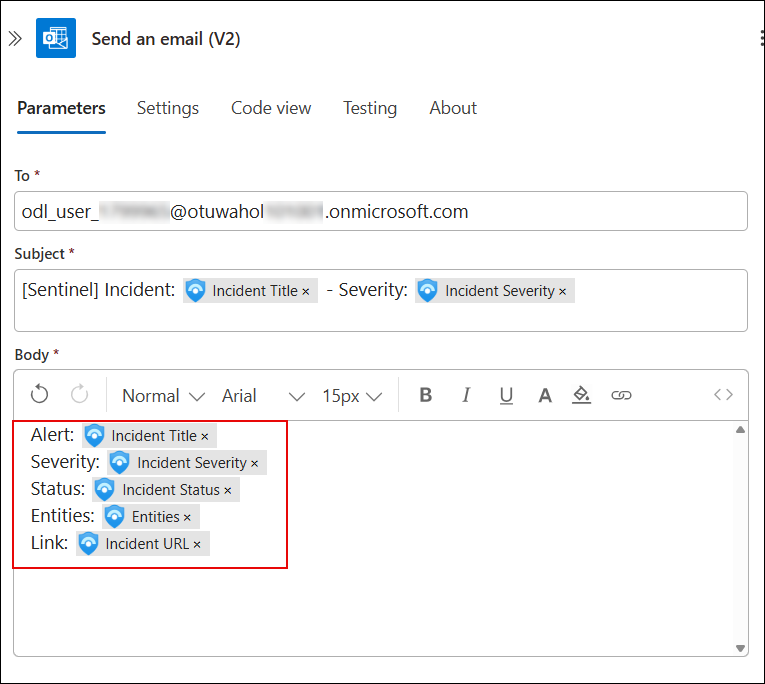 Send an email (V2)
Parameters Settings Code view Testing About
To *
odl_user_ @otuwahol .onmicrosoft.com
Subject *
[Sentinel] Incident: Incident Title × - Severity: Incident Severity ×
Body *
Normal Arial 15px B I U A
Alert: Incident Title ×
Severity: Incident Severity ×
Status: Incident Status ×
Entities: Entities ×
Link: Incident URL ×